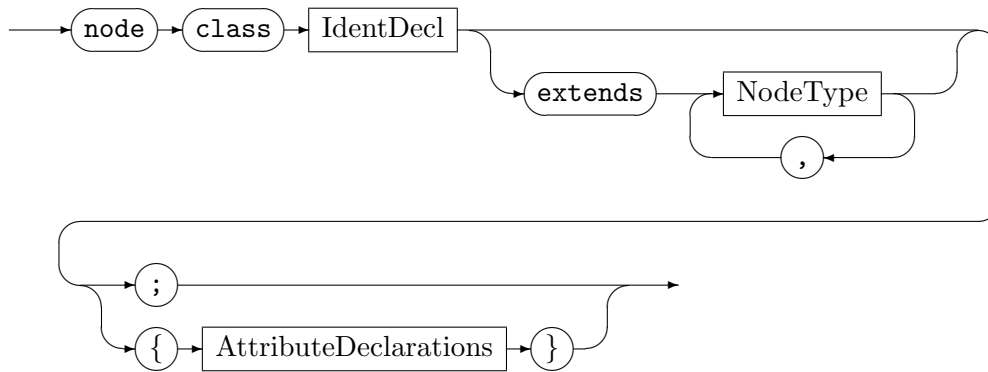 node class IdentDecl
extends NodeType
,
;
{ AttributeDeclarations }